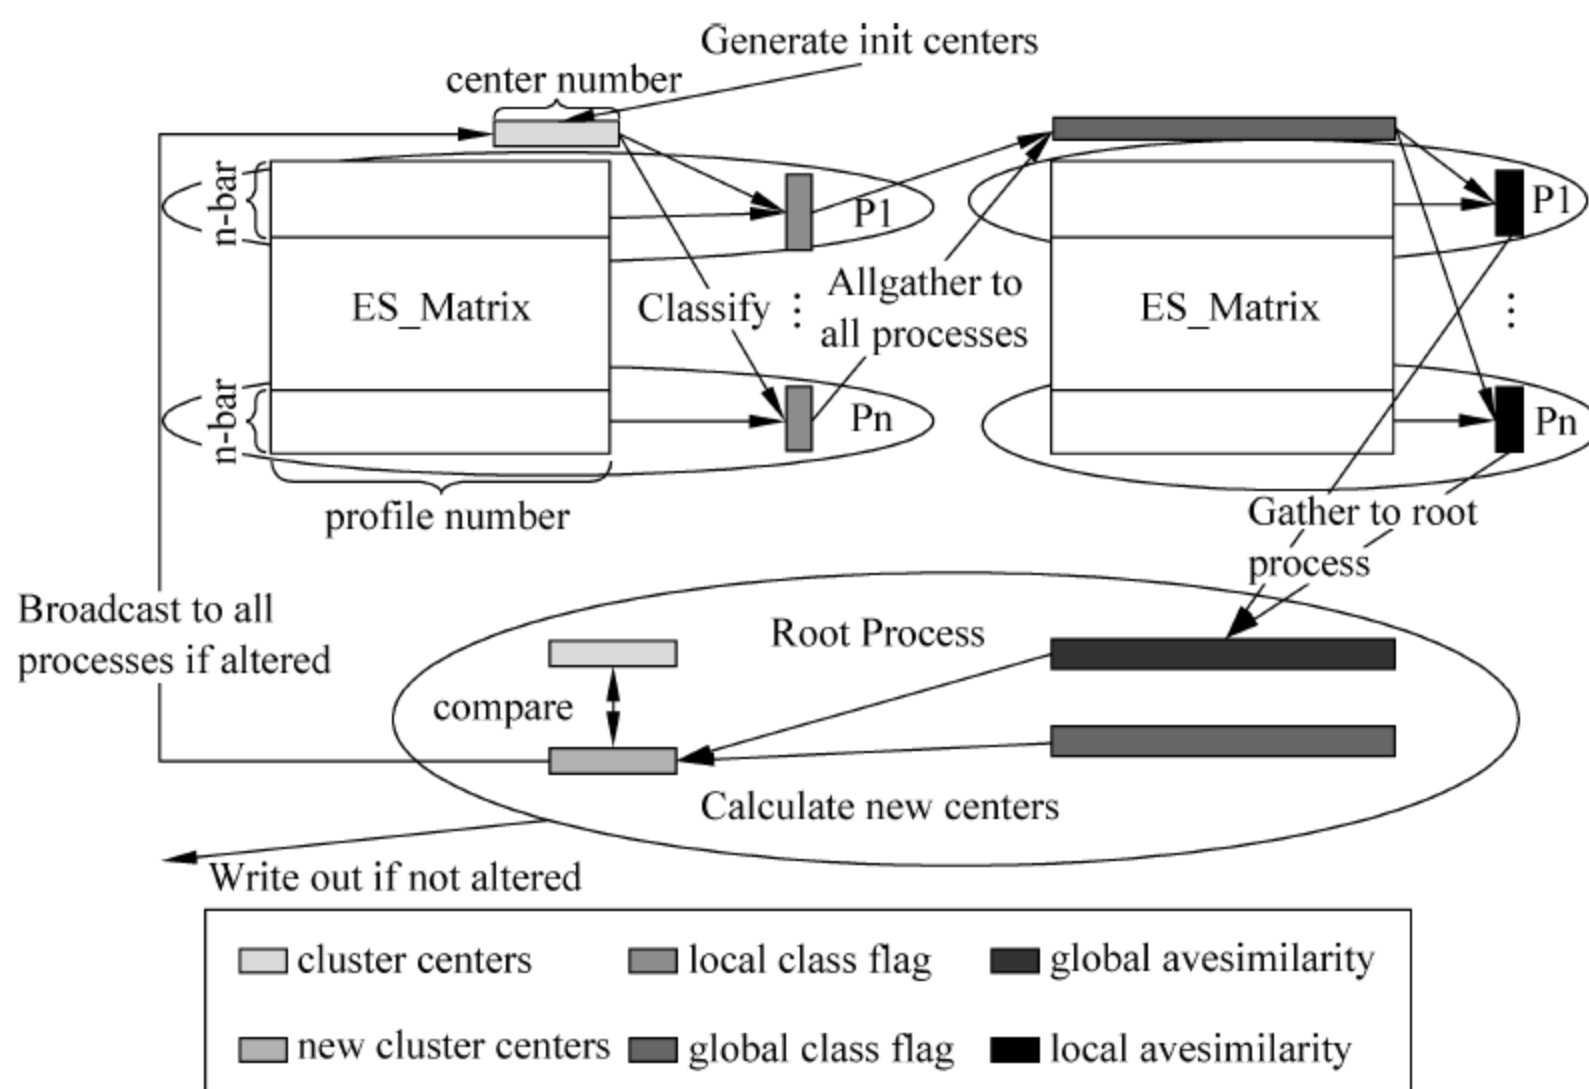 Generate init centers
center number
n-bar
P1
P1
ES_Matrix
Classify
⋮
Allgather to
all processes
ES_Matrix
⋮
n-bar
Pn
Pn
profile number
Gather to root
process
Broadcast to all
processes if altered
Root Process
compare
Calculate new centers
Write out if not altered
cluster centers
local class flag
global avesimilarity
new cluster centers
global class flag
local avesimilarity